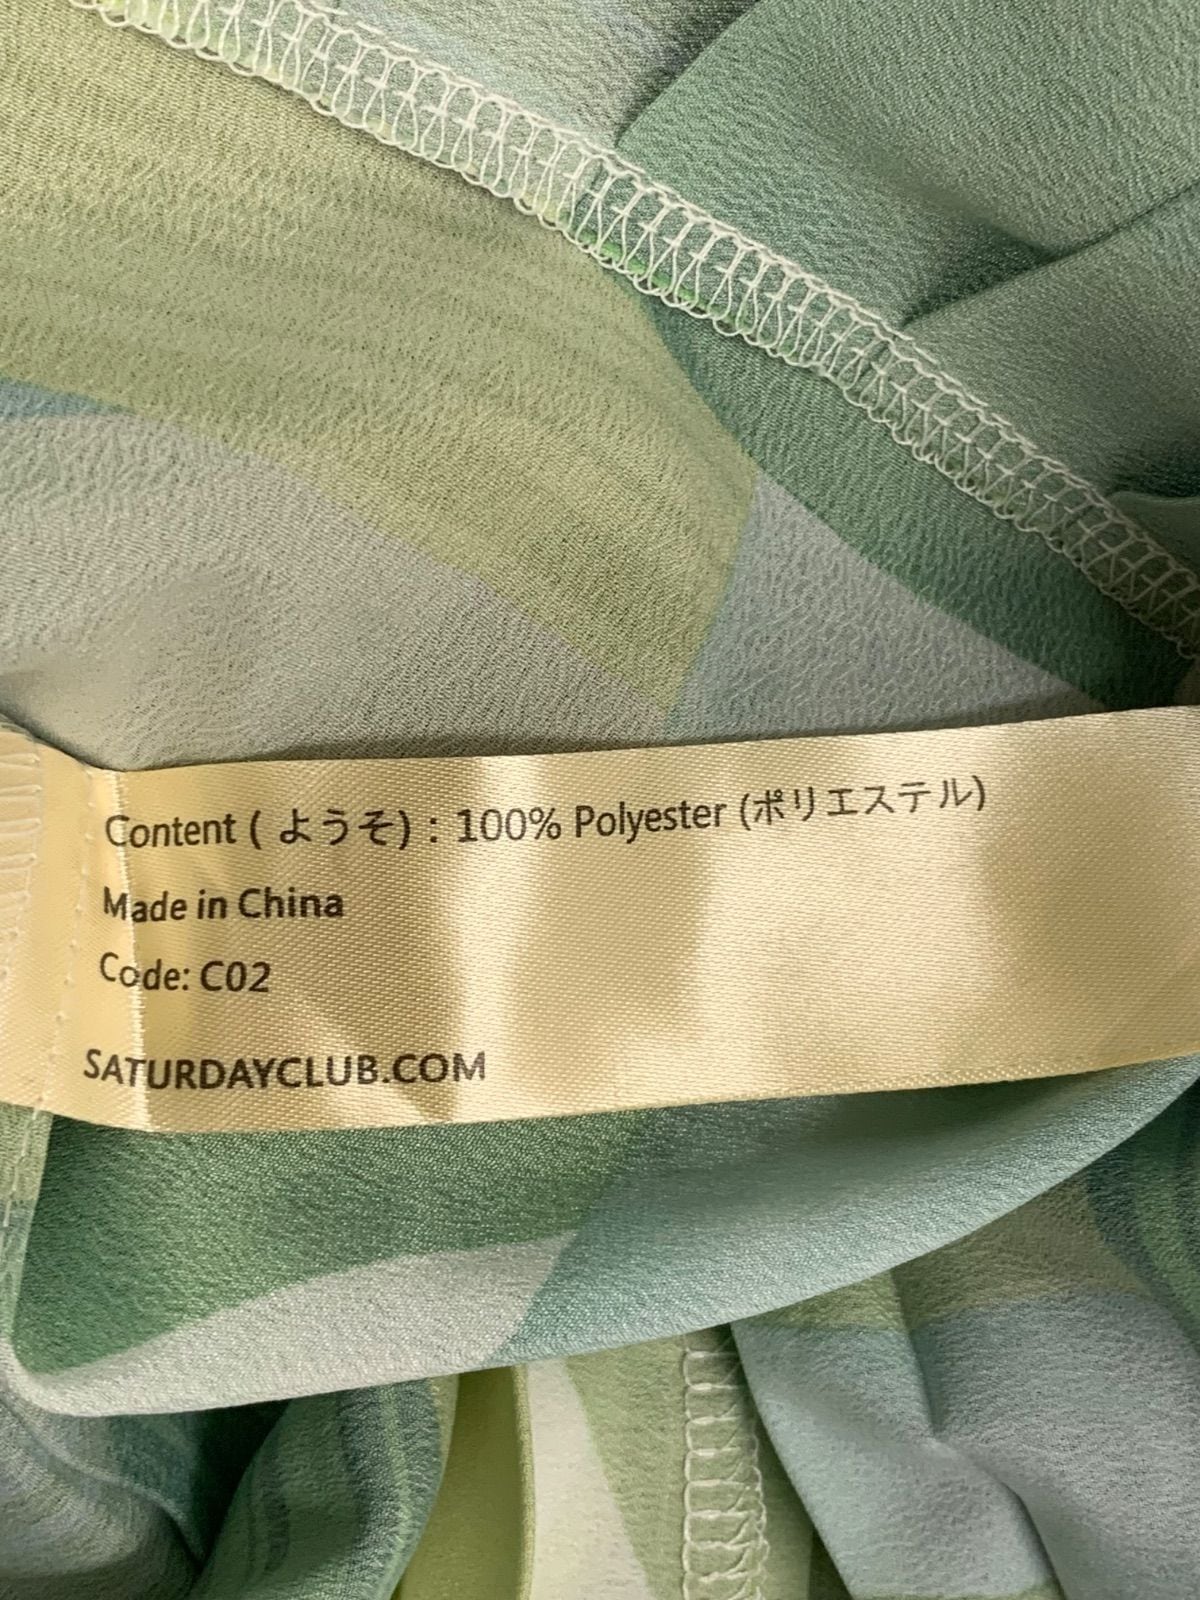 Content ( ようそ) : 100% Polyester (ポリエステル)
Made in China
Code: C02
SATURDAYCLUB.COM